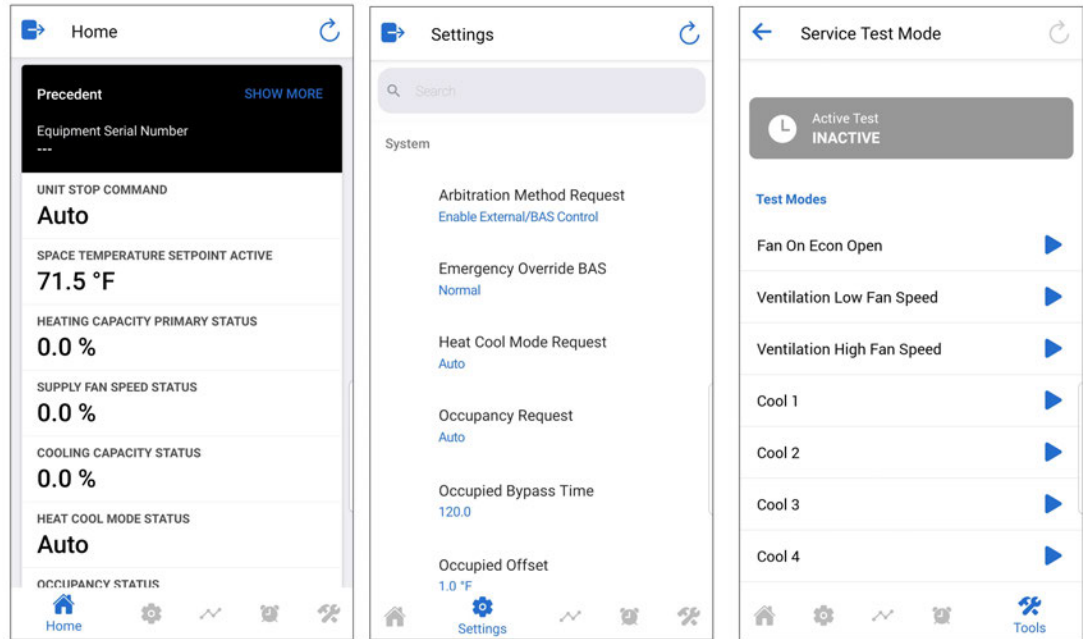 Home
Precedent
SHOW MORE
Equipment Serial Number
---
UNIT STOP COMMAND
Auto
SPACE TEMPERATURE SETPOINT ACTIVE
71.5 °F
HEATING CAPACITY PRIMARY STATUS
0.0 %
SUPPLY FAN SPEED STATUS
0.0 %
COOLING CAPACITY STATUS
0.0 %
HEAT COOL MODE STATUS
Auto
OCCUPANCY STATUS
Home
Settings
Search
System
Arbitration Method Request
Enable External/BAS Control
Emergency Override BAS
Normal
Heat Cool Mode Request
Auto
Occupancy Request
Auto
Occupied Bypass Time
120.0
Occupied Offset
1.0 °F
Settings
Service Test Mode
Active Test
INACTIVE
Test Modes
Fan On Econ Open
Ventilation Low Fan Speed
Ventilation High Fan Speed
Cool 1
Cool 2
Cool 3
Cool 4
Tools